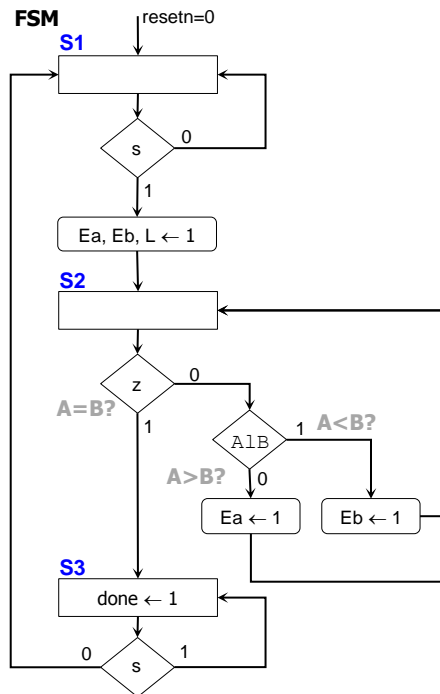 FSM
resetn=0
S1
s
0
1
Ea, Eb, L ← 1
S2
z
0
A=B?
1
AlB
1
A<B?
A>B?
0
Ea ← 1
Eb ← 1
S3
done ← 1
0
s
1